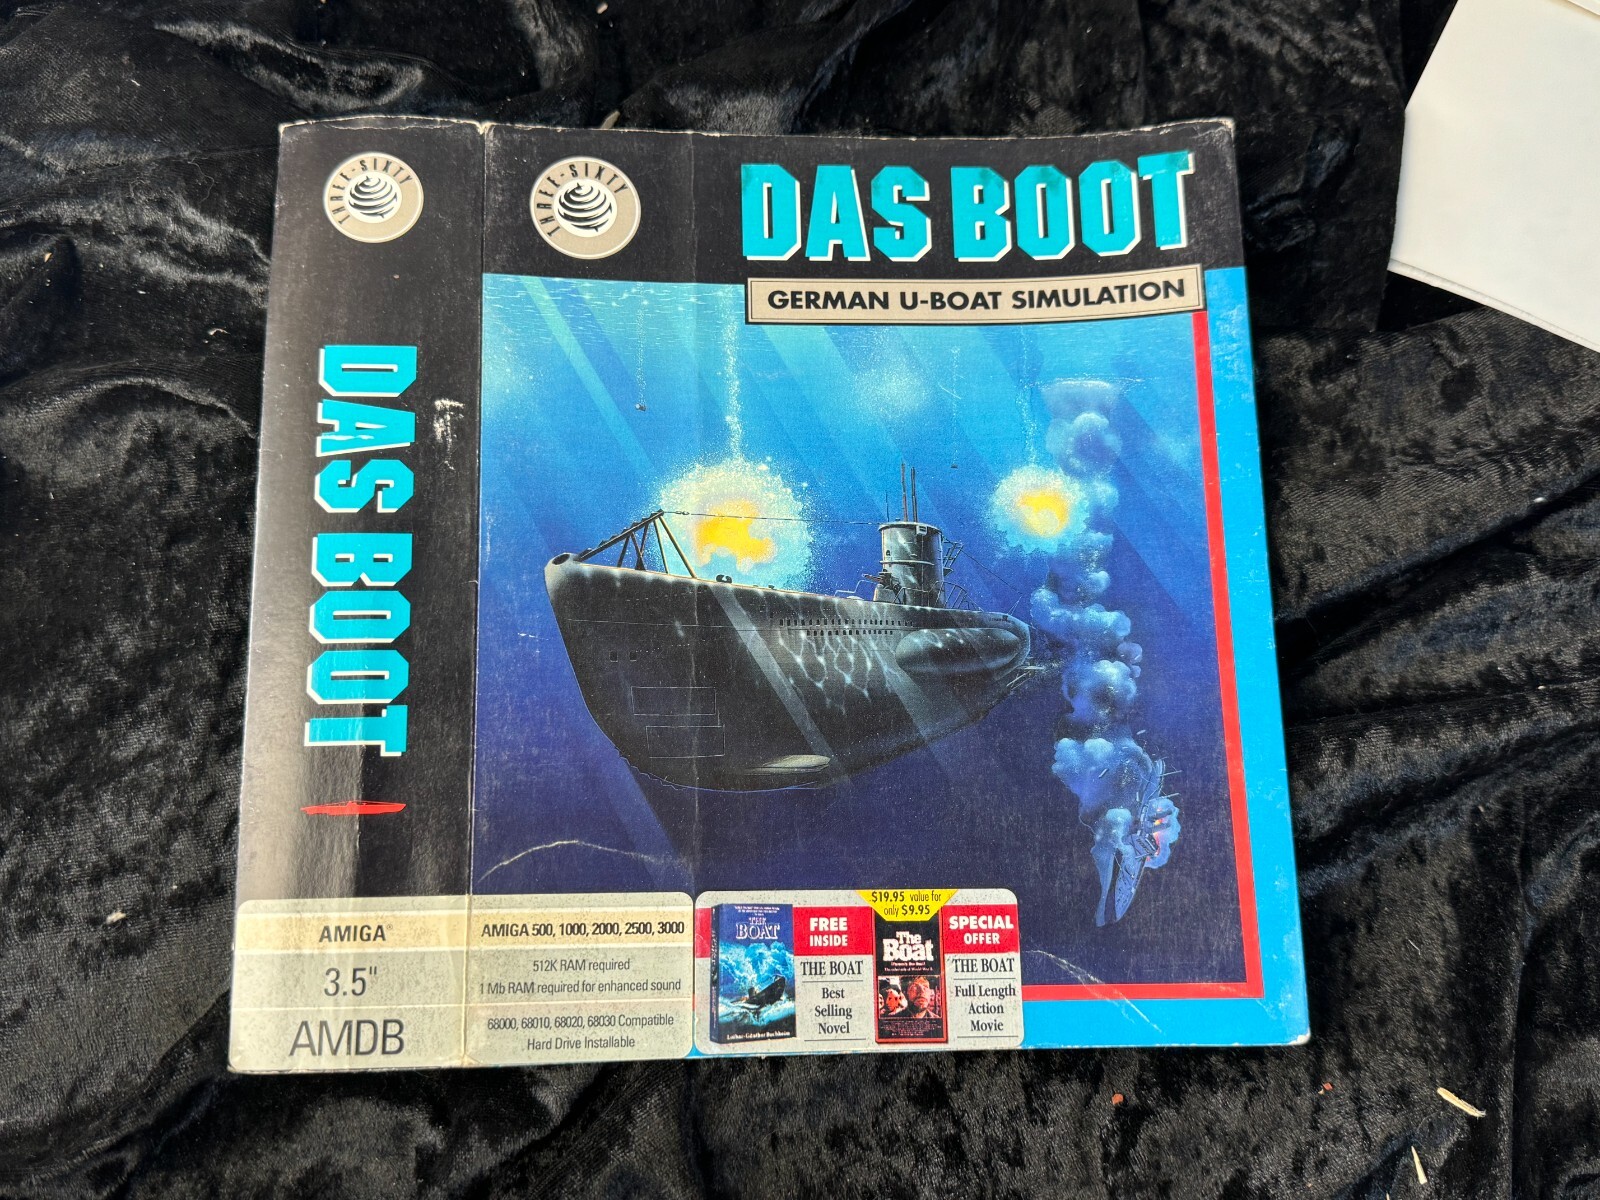 THREE-SIXTY
DAS BOOT
AMIGA®
3.5"
AMDB
THREE-SIXTY
DAS BOOT
GERMAN U-BOAT SIMULATION
AMIGA 500, 1000, 2000, 2500, 3000
512K RAM required
1 Mb RAM required for enhanced sound
68000, 68010, 68020, 68030 Compatible
Hard Drive Installable
THE
BOAT
Lothar-Günther Buchheim
FREE
INSIDE
THE BOAT
Best
Selling
Novel
$19.95 value for
only $9.95
The
Boat
SPECIAL
OFFER
THE BOAT
Full Length
Action
Movie